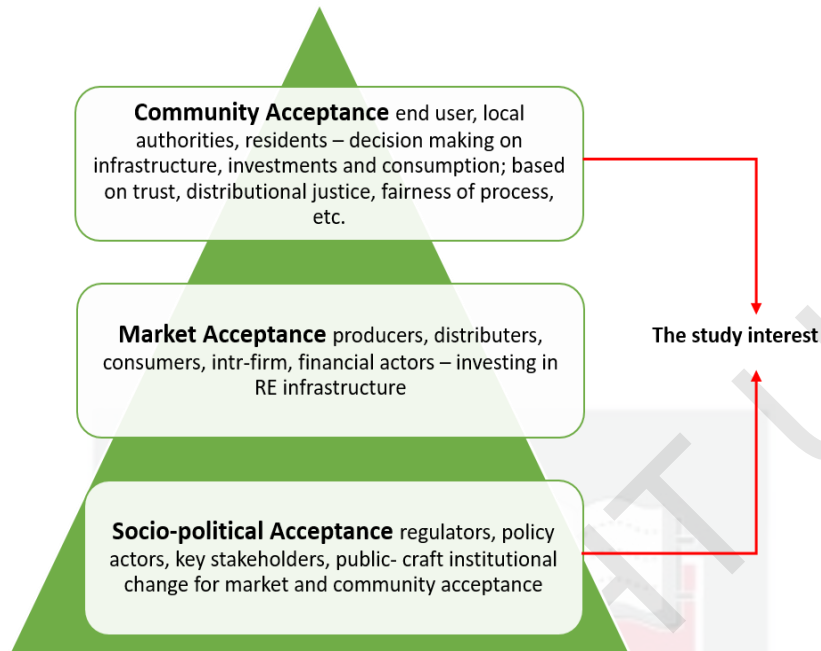 Community Acceptance end user, local
authorities, residents – decision making on
infrastructure, investments and consumption; based
on trust, distributional justice, fairness of process,
etc.
Market Acceptance producers, distributers,
consumers, intr-firm, financial actors – investing in
RE infrastructure
The study interest
Socio-political Acceptance regulators, policy
actors, key stakeholders, public- craft institutional
change for market and community acceptance